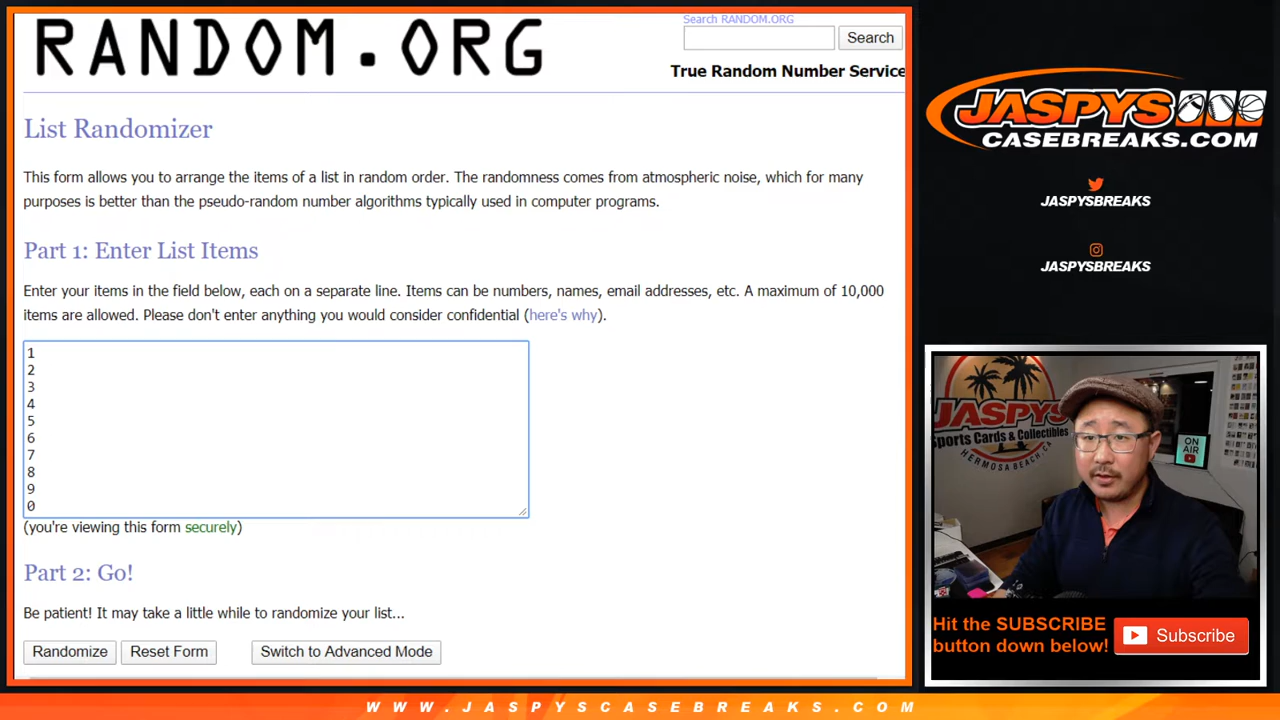 RANDOM.ORG
Search RANDOM.ORG
Search
True Random Number Service
List Randomizer
This form allows you to arrange the items of a list in random order. The randomness comes from atmospheric noise, which for many
purposes is better than the pseudo-random number algorithms typically used in computer programs.
Part 1: Enter List Items
Enter your items in the field below, each on a separate line. Items can be numbers, names, email addresses, etc. A maximum of 10,000
items are allowed. Please don't enter anything you would consider confidential (here's why).
1
2
3
4
5
6
7
8
9
0
(you're viewing this form securely)
Part 2: Go!
Be patient! It may take a little while to randomize your list...
Randomize
Reset Form
Switch to Advanced Mode
JASPYS
CASEBREAKS.COM
JASPYSBREAKS
JASPYSBREAKS
JASPYS
Sports Cards & Collectibles
HERMOSA BEACH, CA
ON
AIR
Hit the SUBSCRIBE
button down below!
Subscribe
WWW.JASPYSCASEBREAKS.COM